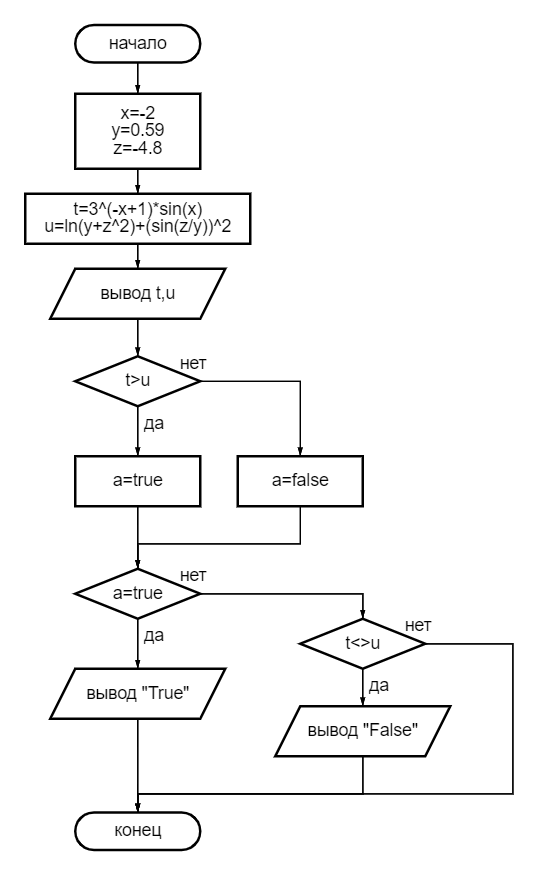 начало
x=-2
y=0.59
z=-4.8
t=3^(-x+1)*sin(x)
u=ln(y+z^2)+(sin(z/y))^2
вывод t,u
t>u
нет
да
a=true
a=false
a=true
нет
да
t<>u
нет
да
вывод "True"
вывод "False"
конец